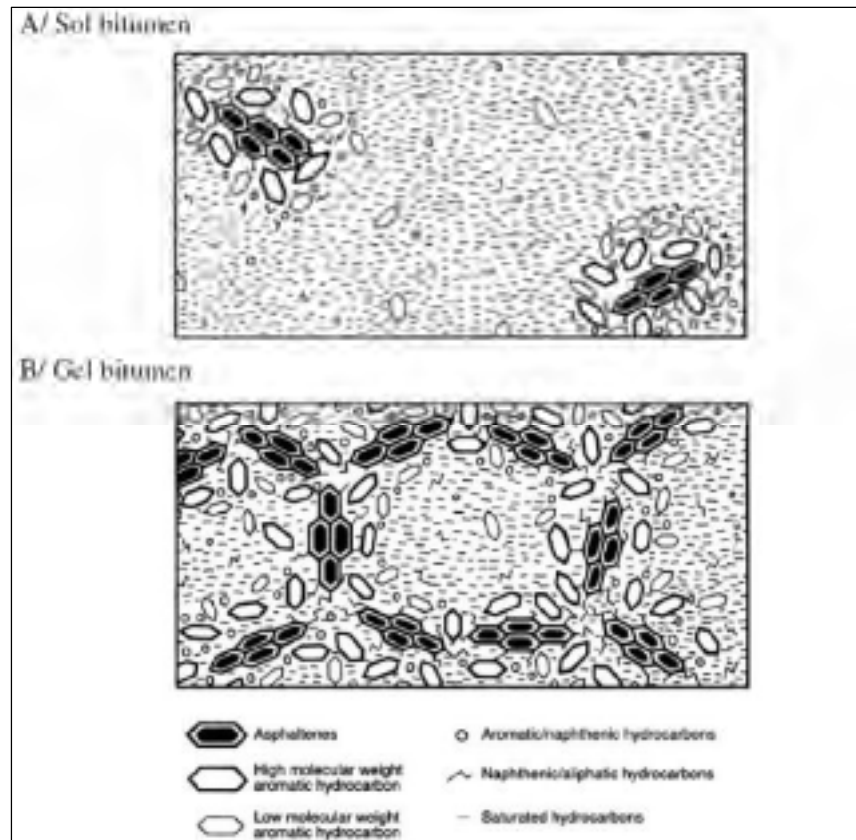 A/ Sol bitumen
B/ Gel bitumen
Asphaltenes
High molecular weight
aromatic hydrocarbon
Low molecular weight
aromatic hydrocarbon
Aromatic/naphthenic hydrocarbons
Naphthenic/aliphatic hydrocarbons
Saturated hydrocarbons